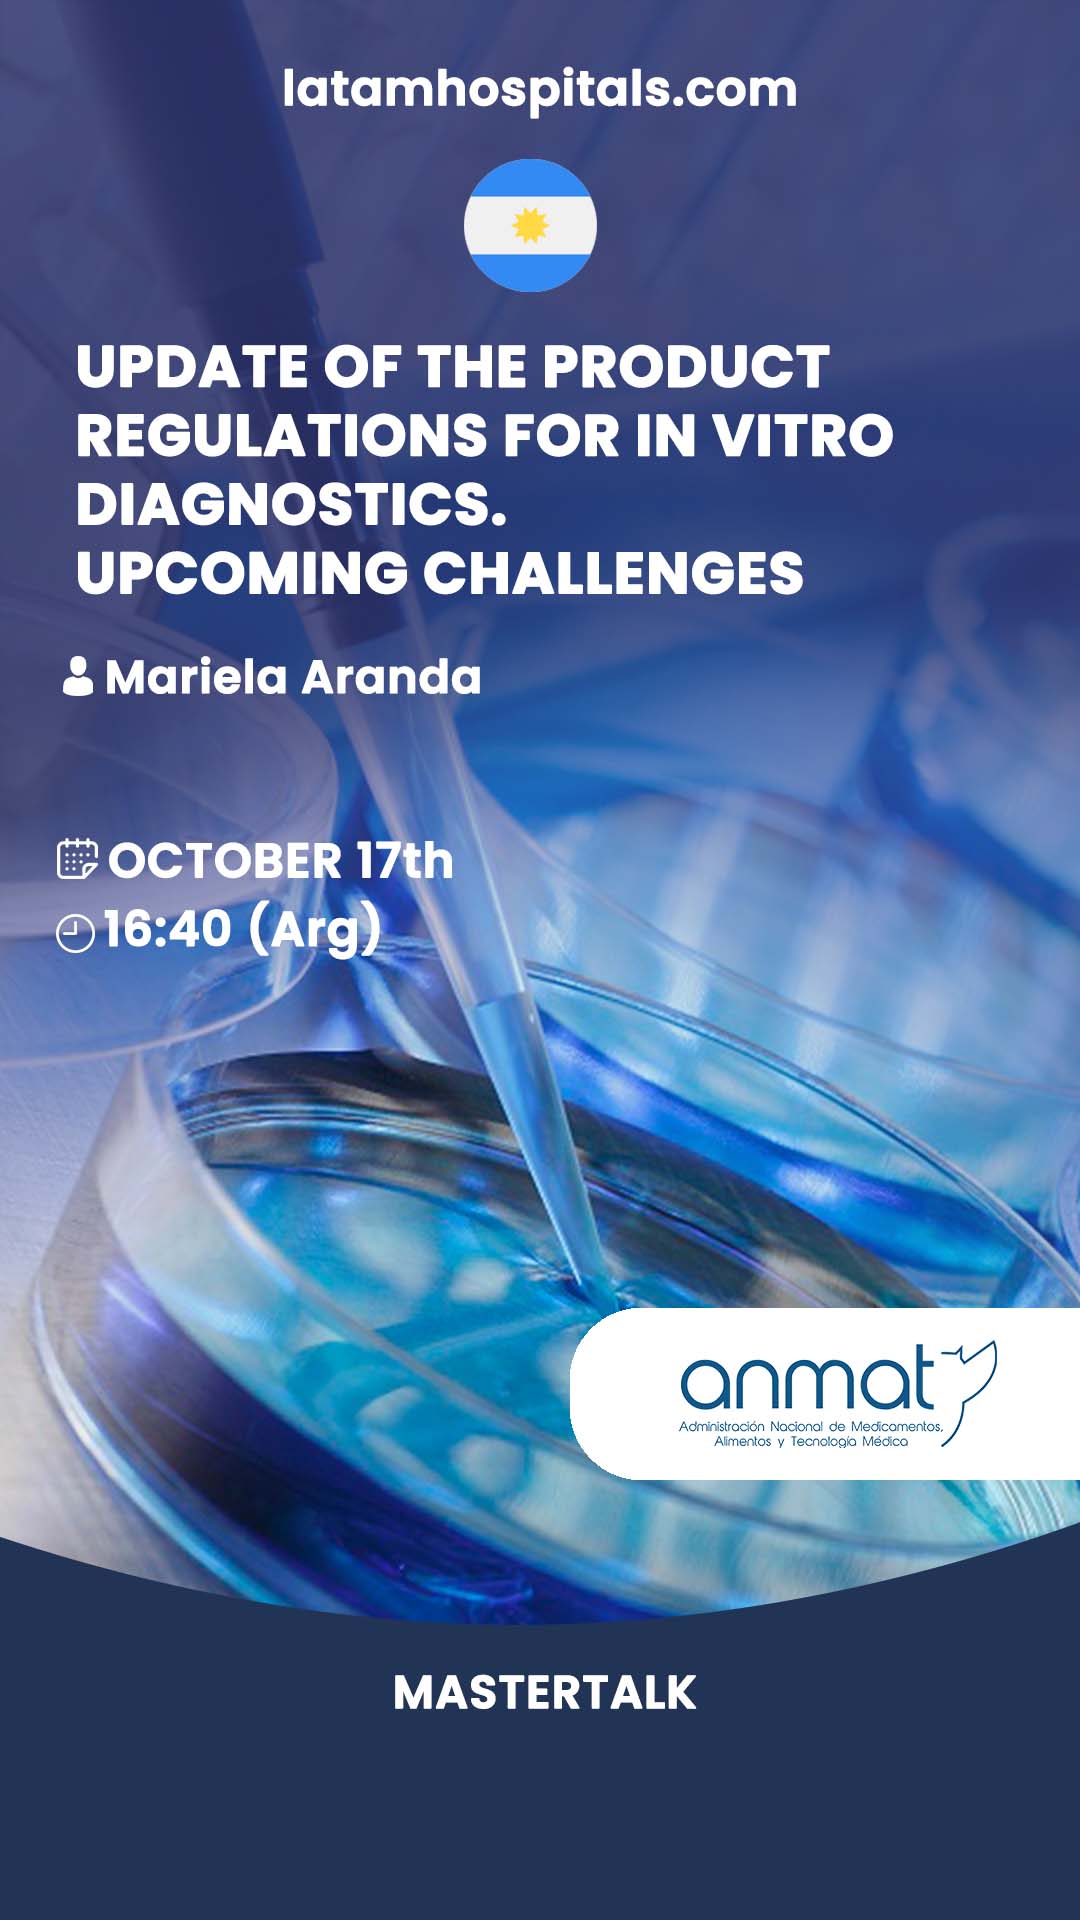 latamhospitals.com
UPDATE OF THE PRODUCT
REGULATIONS FOR IN VITRO
DIAGNOSTICS.
UPCOMING CHALLENGES
Mariela Aranda
OCTOBER 17th
16:40 (Arg)
anmat
Administración Nacional de Medicamentos,
Alimentos y Tecnología Médica
MASTERTALK